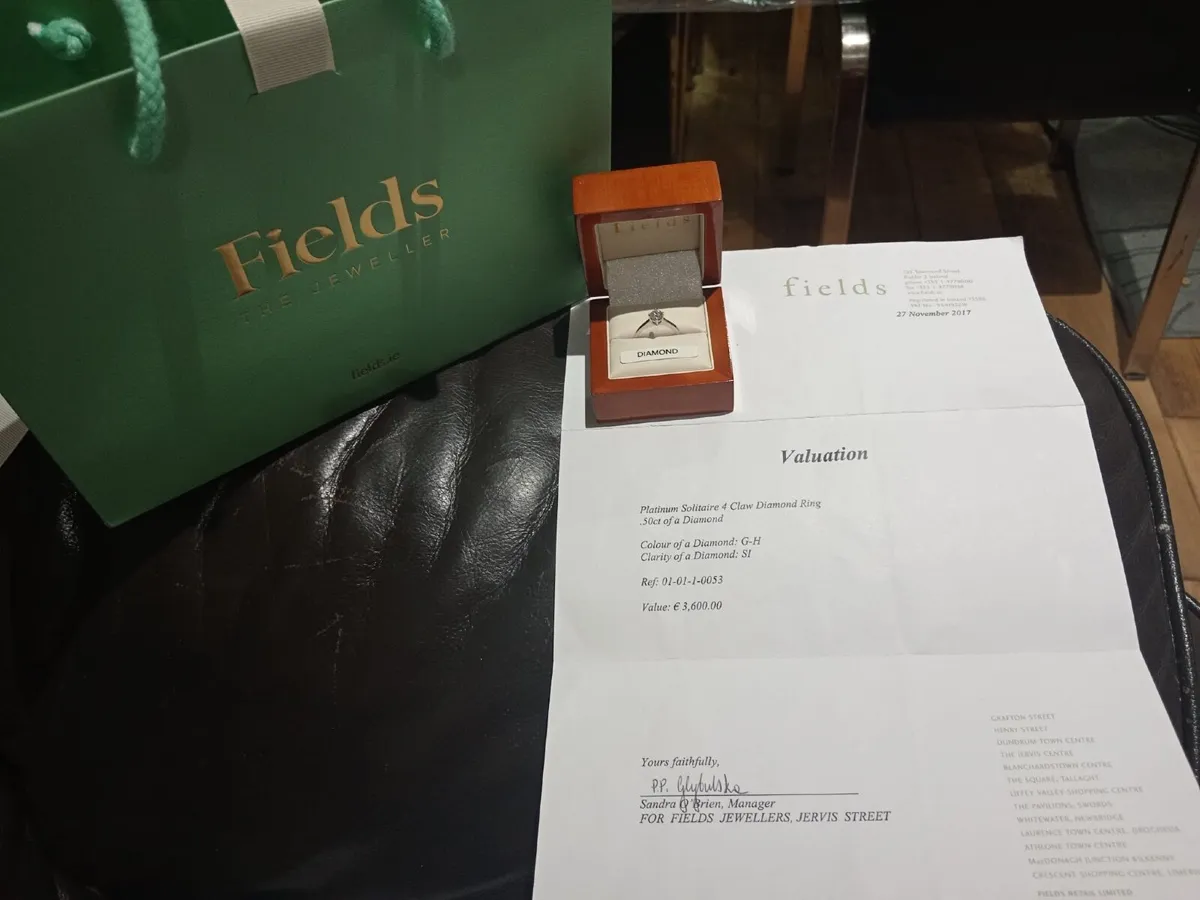 Fields
THE JEWELLER
fields.ie
Fields
DIAMOND
fields
27 November 2017
Valuation
Platinum Solitaire 4 Claw Diamond Ring
.50ct of a Diamond
Colour of a Diamond: G-H
Clarity of a Diamond: SI
Ref: 01-01-1-0053
Value: € 3,600.00
Yours faithfully,
P.P.
Sandra O'Brien, Manager
FOR FIELDS JEWELLERS, JERVIS STREET
GRAFTON STREET
HENRY STREET
DUNDRUM TOWN CENTRE
THE JERVIS CENTRE
BLANCHARDSTOWN CENTRE
THE SQUARE, TALLAGHT
LIFFEY VALLEY SHOPPING CENTRE
THE PAVILIONS, SWORDS
WHITEWATER, NEWBRIDGE
LAURENCE TOWN CENTRE, DROGHEDA
ATHLONE TOWN CENTRE
MacDONAGH JUNCTION KILKENNY
CRESCENT SHOPPING CENTRE,
FIELDS RETAIL LIMITED